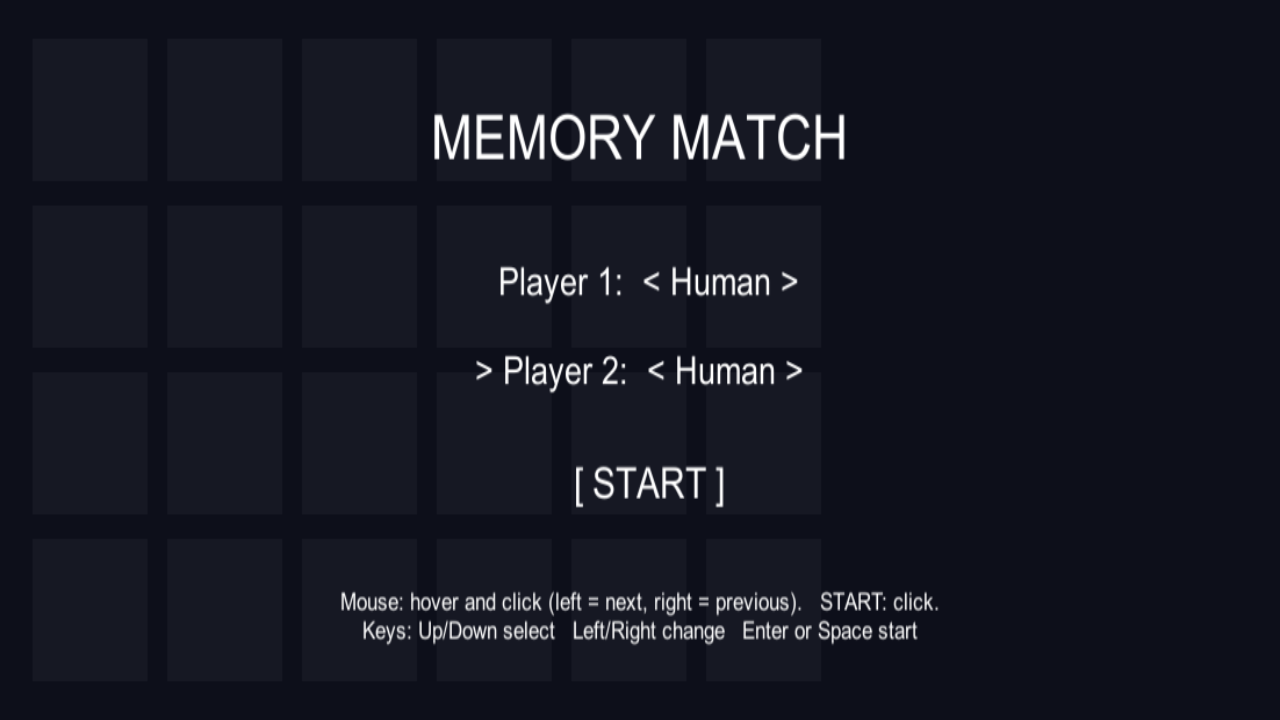 MEMORY MATCH
Player 1: < Human >
> Player 2: < Human >
[ START ]
Mouse: hover and click (left = next, right = previous). START: click.
Keys: Up/Down select Left/Right change Enter or Space start